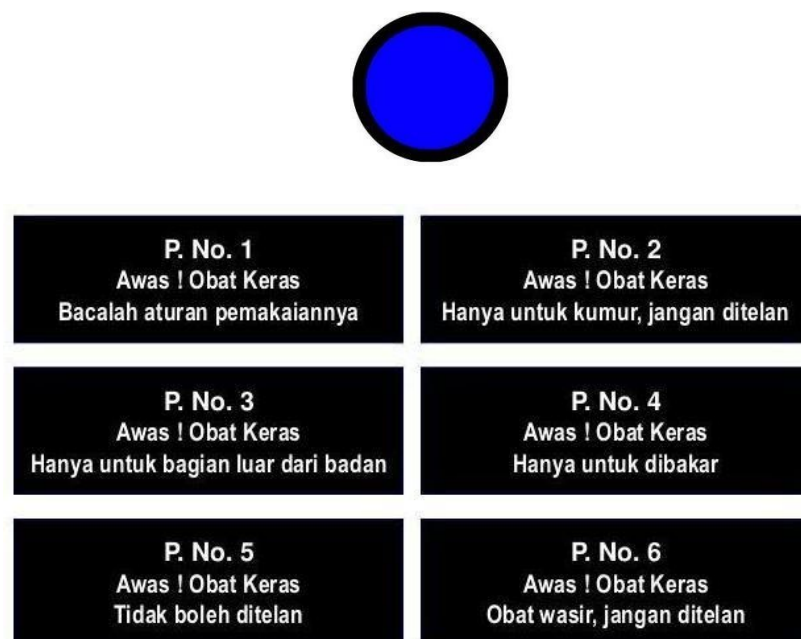 P. No. 1
Awas ! Obat Keras
Bacalah aturan pemakaiannya
P. No. 2
Awas ! Obat Keras
Hanya untuk kumur, jangan ditelan
P. No. 3
Awas ! Obat Keras
Hanya untuk bagian luar dari badan
P. No. 4
Awas ! Obat Keras
Hanya untuk dibakar
P. No. 5
Awas ! Obat Keras
Tidak boleh ditelan
P. No. 6
Awas ! Obat Keras
Obat wasir, jangan ditelan